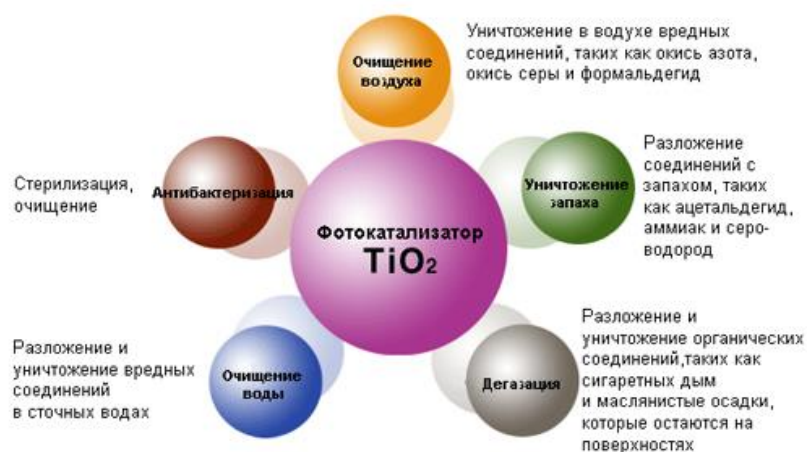 Очищение
воздуха
Уничтожение в водухе вредных
соединений, таких как окись азота,
окись серы и формальдегид
Антибактеризация
Стерилизация,
очищение
Уничтожение
запаха
Разложение
соединений с
запахом, таких
как ацетальдегид,
аммиак и серо-
водород
Фотокатализатор
TiO2
Очищение
воды
Разложение и
уничтожение вредных
соединений
в сточных водах
Дегазация
Разложение и
уничтожение органических
соединений,таких как
сигаретных дым
и маслянистые осадки,
которые остаются на
поверхностях